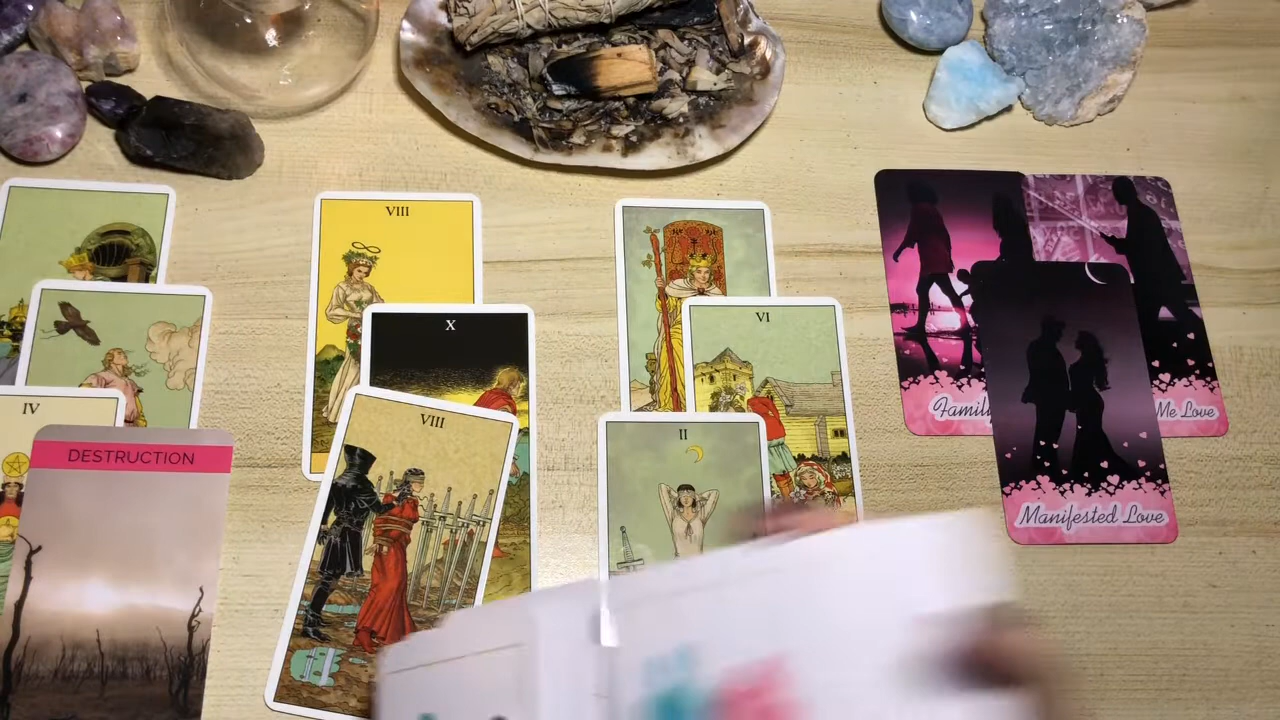 VIII
X
VI
IV
VIII
II
DESTRUCTION
Me Love
Manifested Love